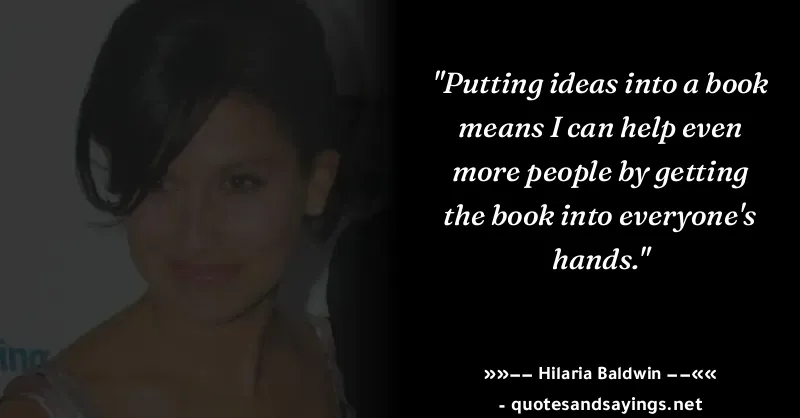 "Putting ideas into a book
means I can help even
more people by getting
the book into everyone's
hands."
»»−− Hilaria Baldwin −−««
- quotesandsayings.net
ing